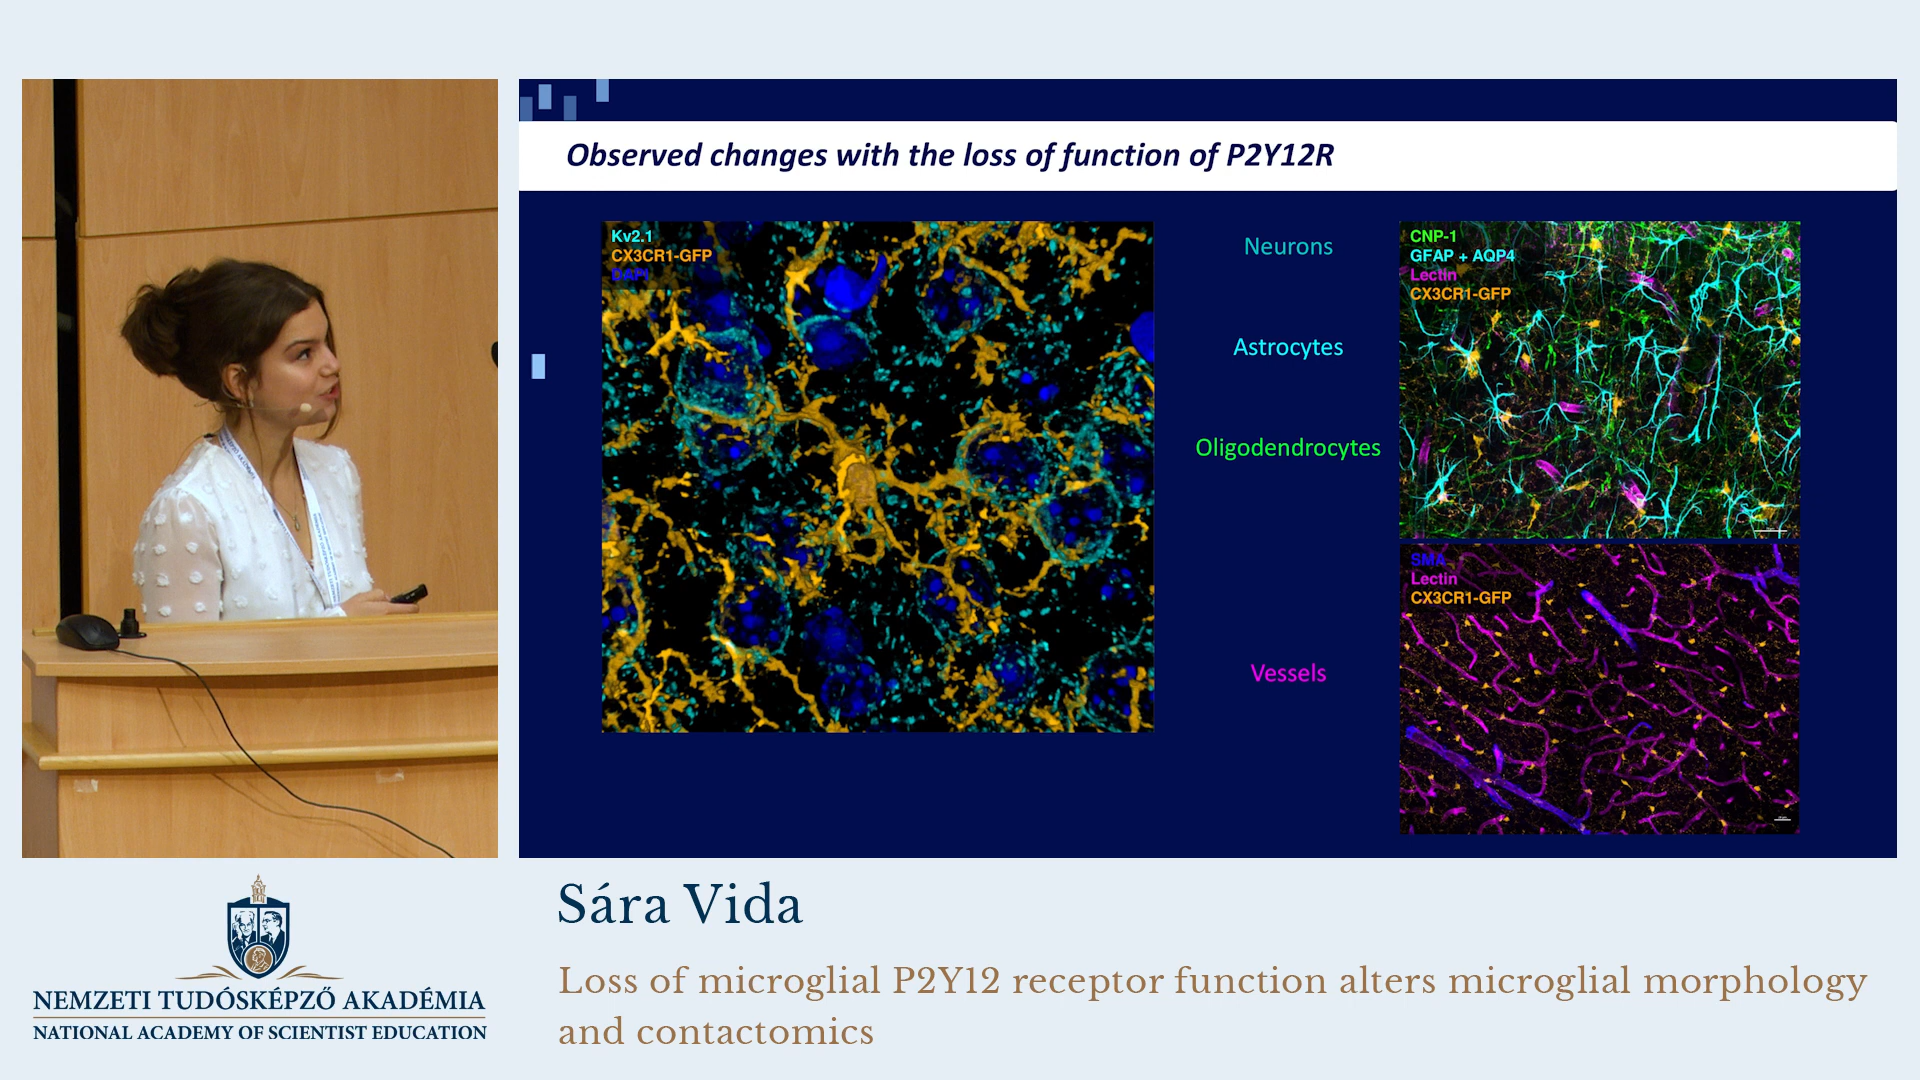 Observed changes with the loss of function of P2Y12R
Kv2.1
CX3CR1-GFP
DAPI
Neurons
Astrocytes
Oligodendrocytes
Vessels
CNP-1
GFAP + AQP4
Lectin
CX3CR1-GFP
SMA
Lectin
CX3CR1-GFP
Sára Vida
Loss of microglial P2Y12 receptor function alters microglial morphology
and contactomics
NEMZETI TUDÓSKÉPZŐ AKADÉMIA
NATIONAL ACADEMY OF SCIENTIST EDUCATION